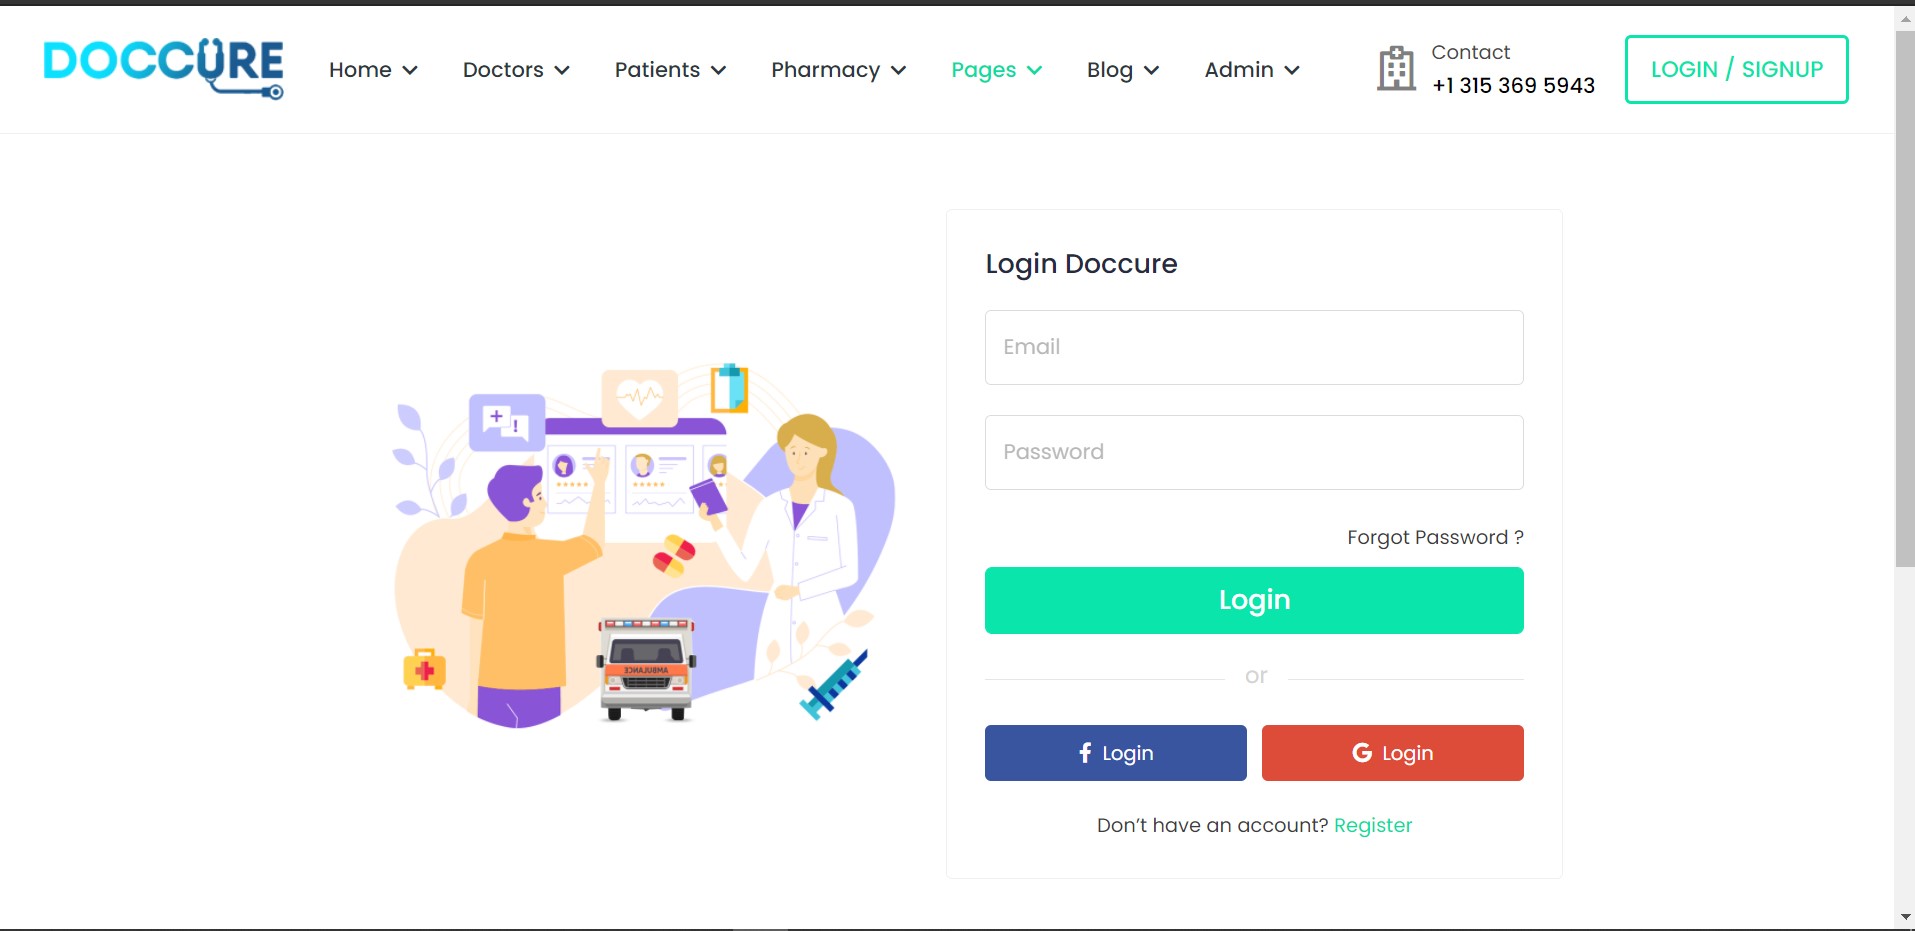 DOCCURE
Home Doctors Patients Pharmacy Pages Blog Admin
Contact
+1 315 369 5943
LOGIN / SIGNUP
Login Doccure
Email
Password
Forgot Password ?
Login
or
Login
Login
Don’t have an account? Register
AMBULANCE